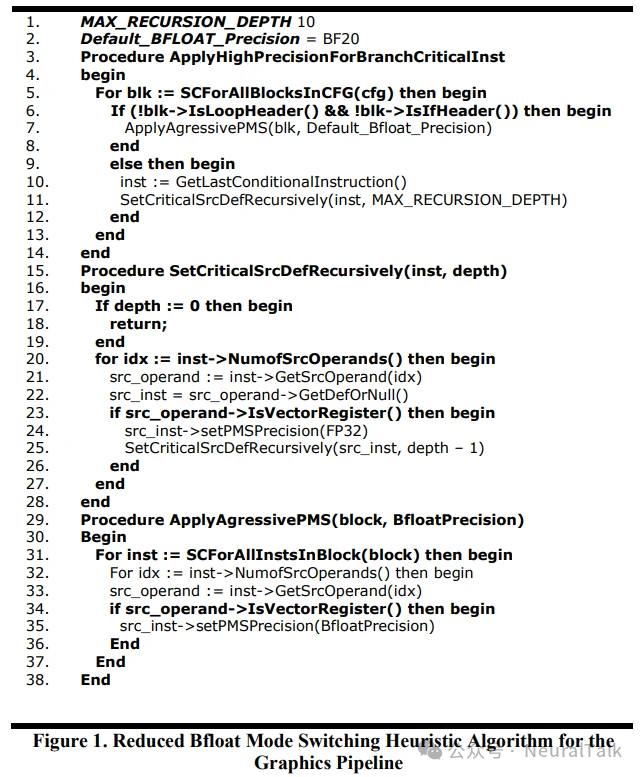 1. MAX_RECURSION_DEPTH 10
2. Default_BFLOAT_Precision = BF20
3. Procedure ApplyHighPrecisionForBranchCriticalInst
4. begin
5. For blk := SCForAllBlocksInCFG(cfg) then begin
6. If (!blk->IsLoopHeader() && !blk->IsIfHeader()) then begin
7. ApplyAgressivePMS(blk, Default_Bfloat_Precision)
8. end
9. else then begin
10. inst := GetLastConditionalInstruction()
11. SetCriticalSrcDefRecursively(inst, MAX_RECURSION_DEPTH)
12. end
13. end
14. end
15. Procedure SetCriticalSrcDefRecursively(inst, depth)
16. begin
17. If depth := 0 then begin
18. return;
19. end
20. for idx := inst->NumofSrcOperands() then begin
21. src_operand := inst->GetSrcOperand(idx)
22. src_inst = src_operand->GetDefOrNull()
23. if src_operand->IsVectorRegister() then begin
24. src_inst->setPMSPrecision(FP32)
25. SetCriticalSrcDefRecursively(src_inst, depth – 1)
26. end
27. end
28. end
29. Procedure ApplyAgressivePMS(block, BfloatPrecision)
30. Begin
31. For inst := SCForAllInstsInBlock(block) then begin
32. For idx := inst->NumofSrcOperands() then begin
33. src_operand := inst->GetSrcOperand(idx)
34. if src_operand->IsVectorRegister() then begin
35. src_inst->setPMSPrecision(BfloatPrecision)
36. End
37. End
38. End
Figure 1. Reduced Bfloat Mode Switching Heuristic Algorithm for the
Graphics Pipeline
公众号 · NeuralTalk